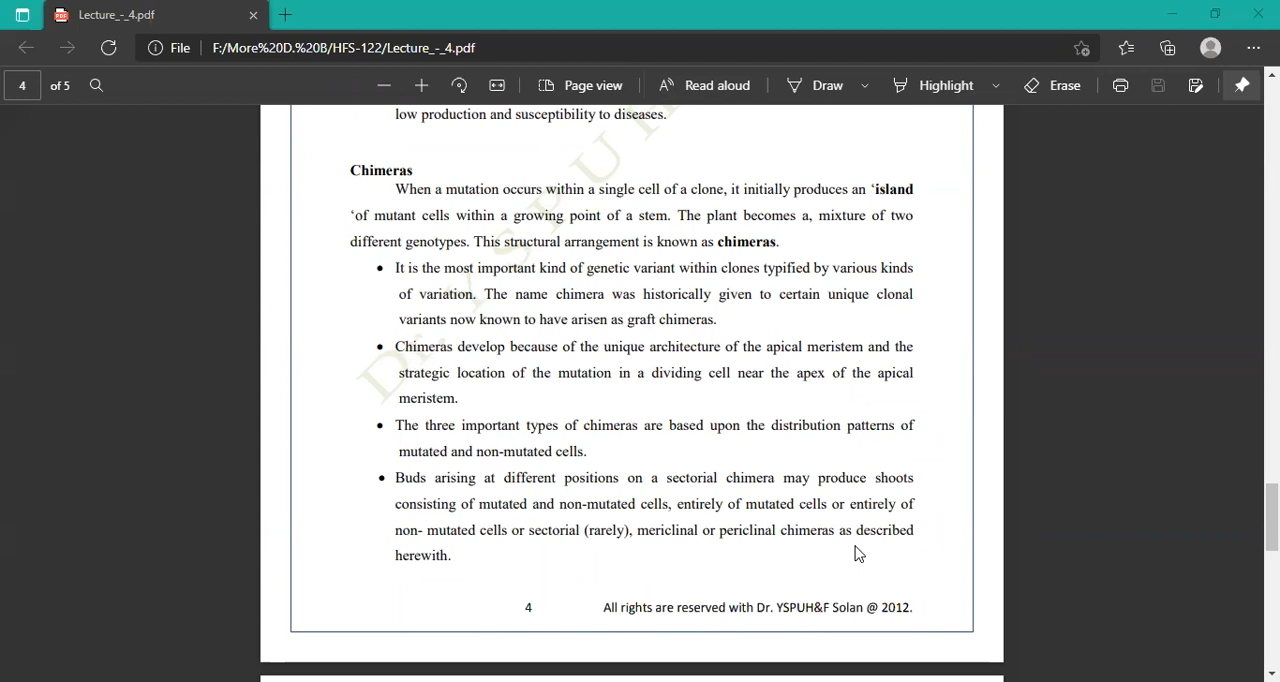 Lecture_-_4.pdf
File F:/More%20D.%20B/HFS-122/Lecture_-_4.pdf
4 of 5 Page view Read aloud Draw Highlight Erase
low production and susceptibility to diseases.
Chimeras
When a mutation occurs within a single cell of a clone, it initially produces an ‘island
‘of mutant cells within a growing point of a stem. The plant becomes a, mixture of two
different genotypes. This structural arrangement is known as chimeras.
• It is the most important kind of genetic variant within clones typified by various kinds
of variation. The name chimera was historically given to certain unique clonal
variants now known to have arisen as graft chimeras.
• Chimeras develop because of the unique architecture of the apical meristem and the
strategic location of the mutation in a dividing cell near the apex of the apical
meristem.
• The three important types of chimeras are based upon the distribution patterns of
mutated and non-mutated cells.
• Buds arising at different positions on a sectorial chimera may produce shoots
consisting of mutated and non-mutated cells, entirely of mutated cells or entirely of
non- mutated cells or sectorial (rarely), mericlinal or periclinal chimeras as described
herewith.
4 All rights are reserved with Dr. YSPUH&F Solan @ 2012.
Dr. Y S P U H